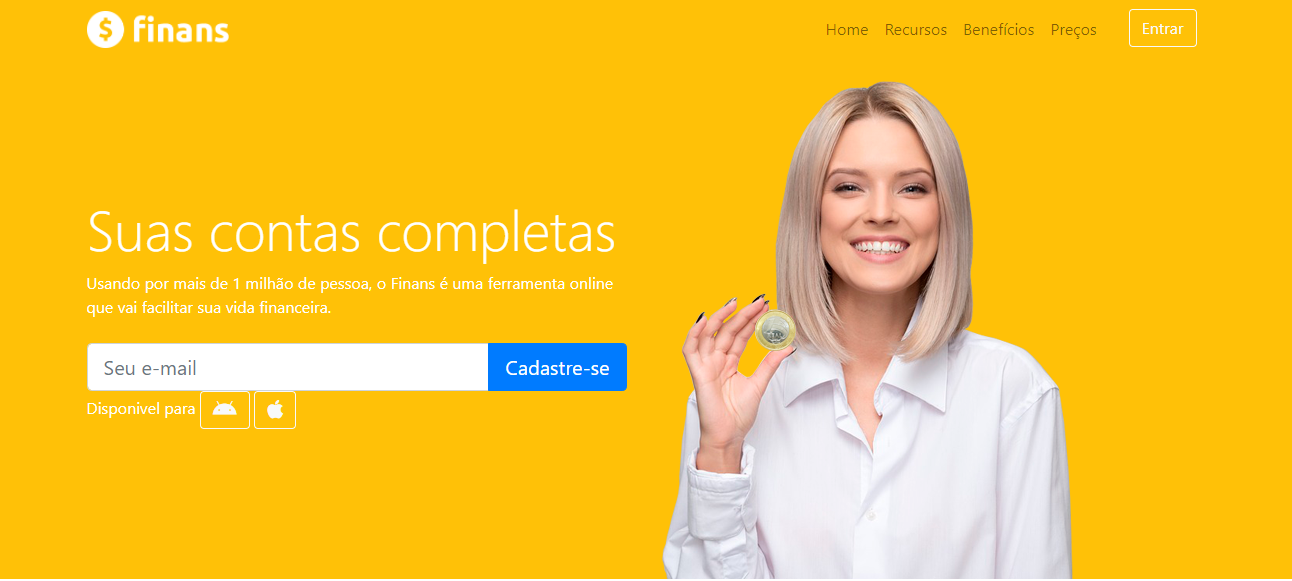 finans
Home Recursos Benefícios Preços Entrar
Suas contas completas
Usando por mais de 1 milhão de pessoa, o Finans é uma ferramenta online
que vai facilitar sua vida financeira.
Seu e-mail Cadastre-se
Disponivel para